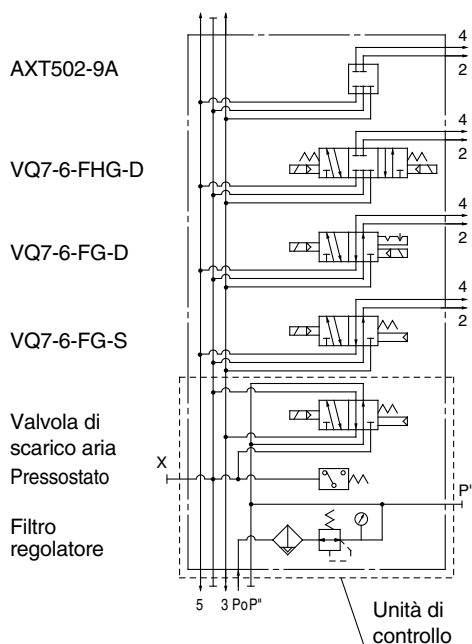 4
AXT502-9A
2
4
VQ7-6-FHG-D
2
4
VQ7-6-FG-D
2
4
VQ7-6-FG-S
2
Valvola di
scarico aria
X
Pressostato
P'
Filtro
regolatore
5 3 Po P"
Unità di
controllo